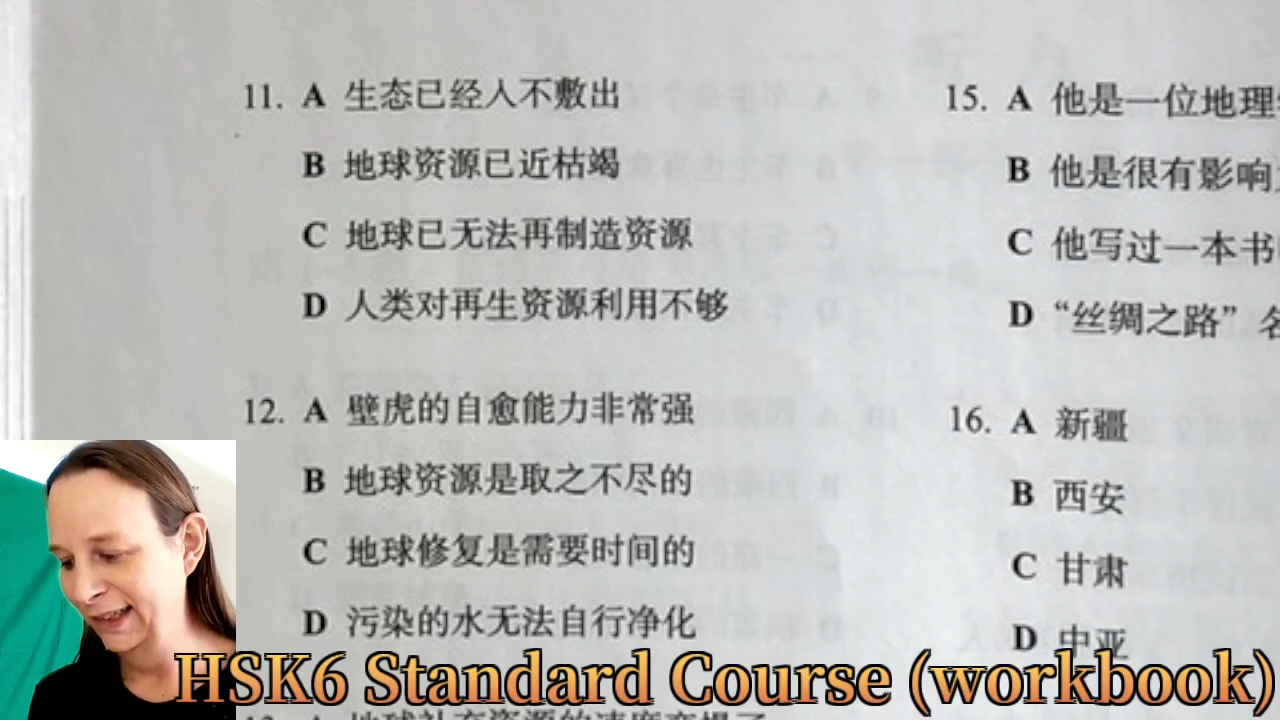 11. A 生态已经人不敷出
B 地球资源已近枯竭
C 地球已无法再制造资源
D 人类对再生资源利用不够
12. A 壁虎的自愈能力非常强
B 地球资源是取之不尽的
C 地球修复是需要时间的
D 污染的水无法自行净化
15. A 他是一位地理
B 他是很有影响
C 他写过一本书
D “丝绸之路”名
16. A 新疆
B 西安
C 甘肃
D 中亚
HSK6 Standard Course (workbook)